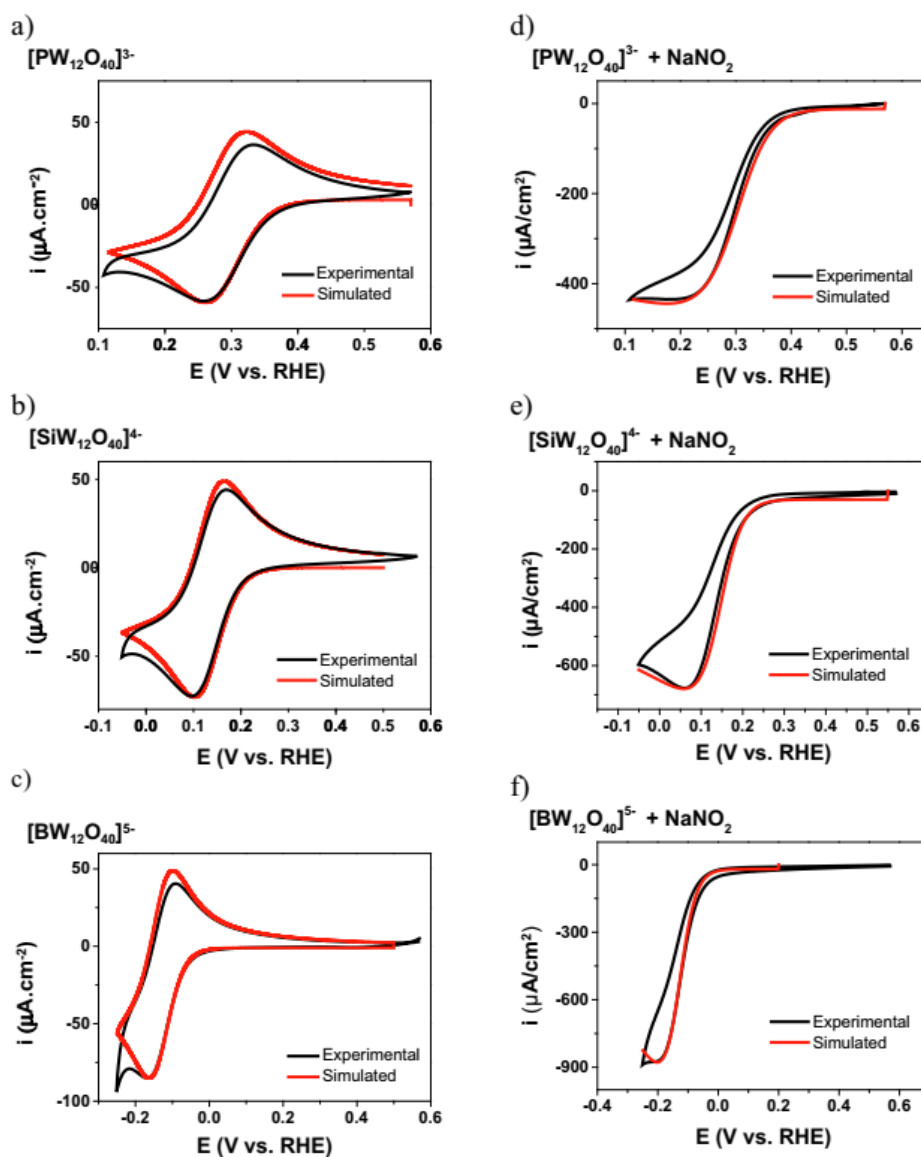 a)
[PW12O40]3-
50
00
-50
i (µA.cm−2)
Experimental
Simulated
0.1 0.2 0.3 0.4 0.5 0.6
E (V vs. RHE)
d)
[PW12O40]3- + NaNO2
0
-200
-400
i (µA/cm2)
Experimental
Simulated
0.1 0.2 0.3 0.4 0.5 0.6
E (V vs. RHE)
b)
[SiW12O40]4-
50
00
-50
i (µA.cm-2)
Experimental
Simulated
-0.1 0.0 0.1 0.2 0.3 0.4 0.5 0.6
E (V vs. RHE)
e)
[SiW12O40]4- + NaNO2
0
-200
-400
-600
i (µA/cm2)
Experimental
Simulated
0.0 0.1 0.2 0.3 0.4 0.5 0.6
E (V vs. RHE)
c)
[BW12O40]5-
50
0
-50
-100
i (µA.cm-2)
Experimental
Simulated
-0.2 0.0 0.2 0.4 0.6
E (V vs. RHE)
f)
[BW12O40]5- + NaNO2
0
-300
-600
-900
i (µA/cm2)
Experimental
Simulated
-0.4 -0.2 0.0 0.2 0.4 0.6
E (V vs. RHE)